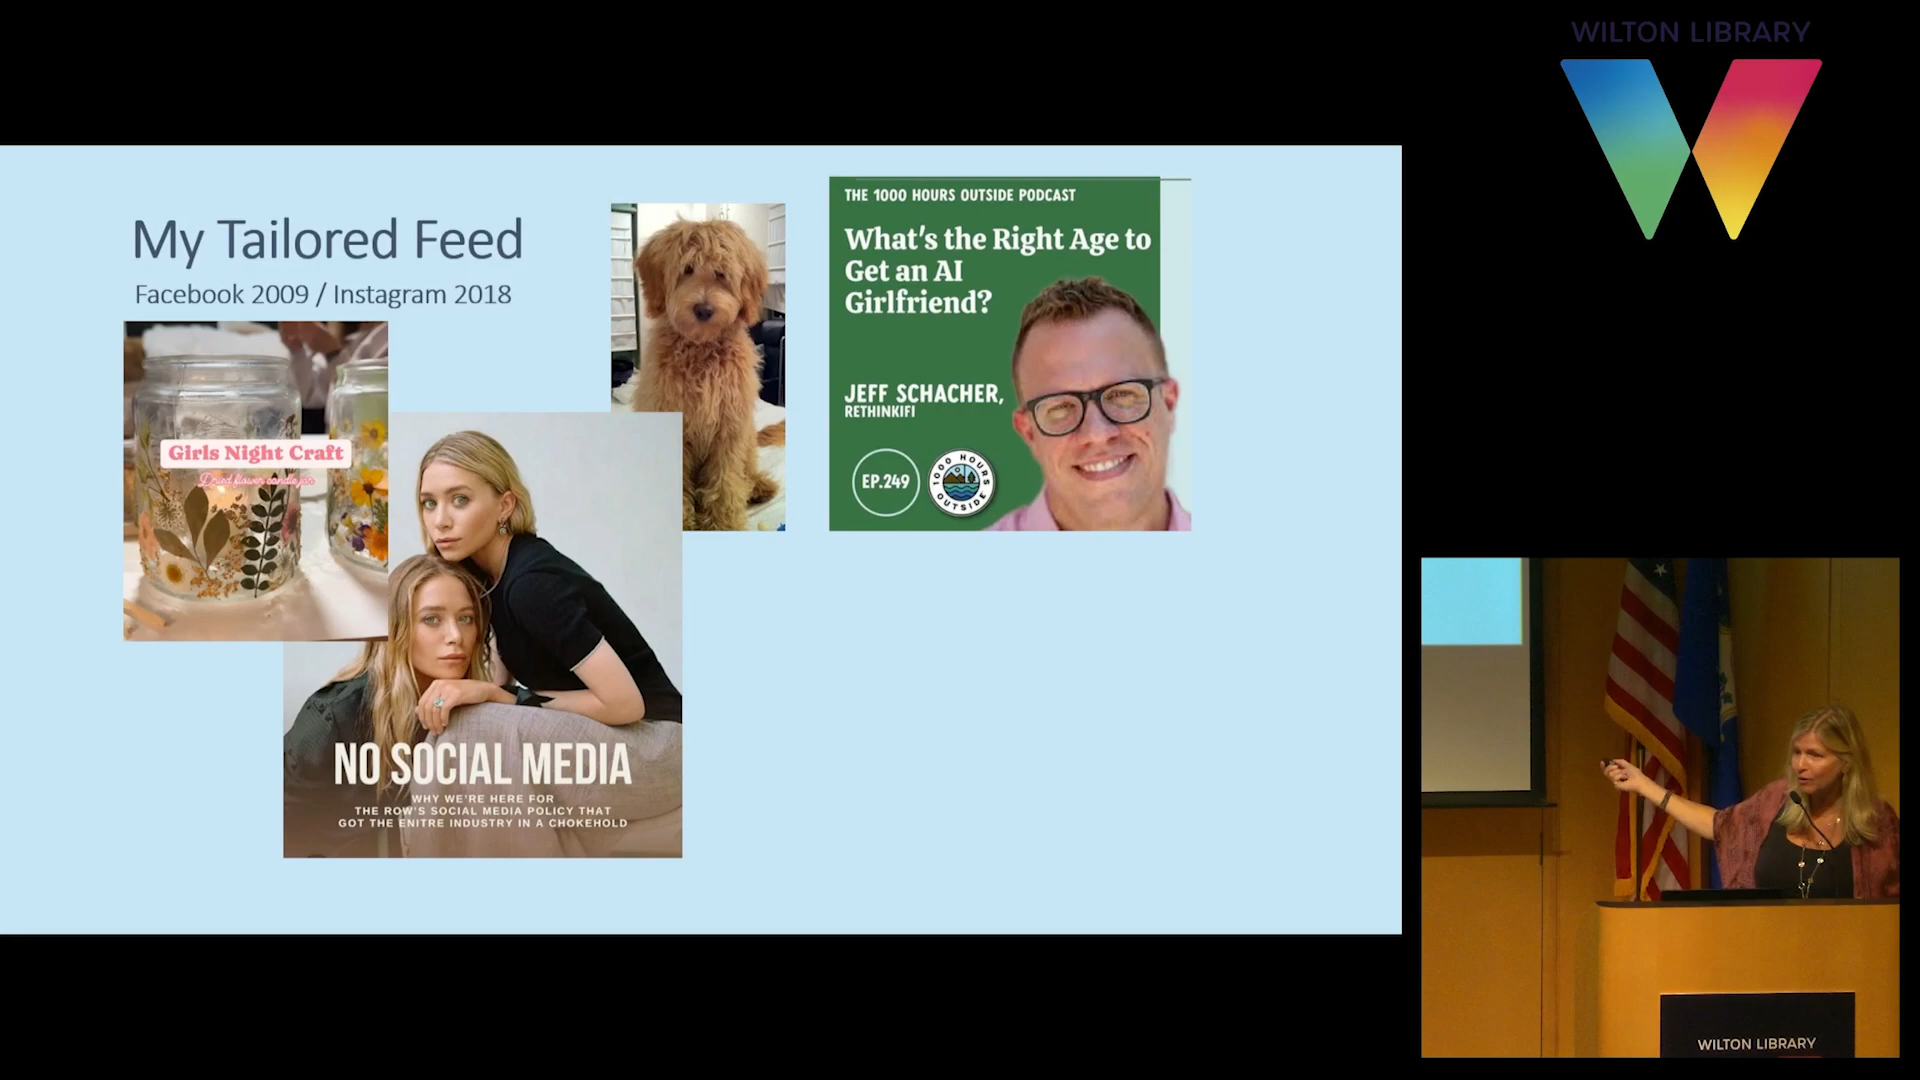 WILTON LIBRARY
My Tailored Feed
Facebook 2009 / Instagram 2018
Girls Night Craft
Dried flower candle jar
NO SOCIAL MEDIA
WHY WE'RE HERE FOR
THE ROW'S SOCIAL MEDIA POLICY THAT
GOT THE ENITRE INDUSTRY IN A CHOKEHOLD
THE 1000 HOURS OUTSIDE PODCAST
What's the Right Age to
Get an AI
Girlfriend?
JEFF SCHACHER,
RETHINKIFI
EP.249
1000 HOURS
OUTSIDE
WILTON LIBRARY